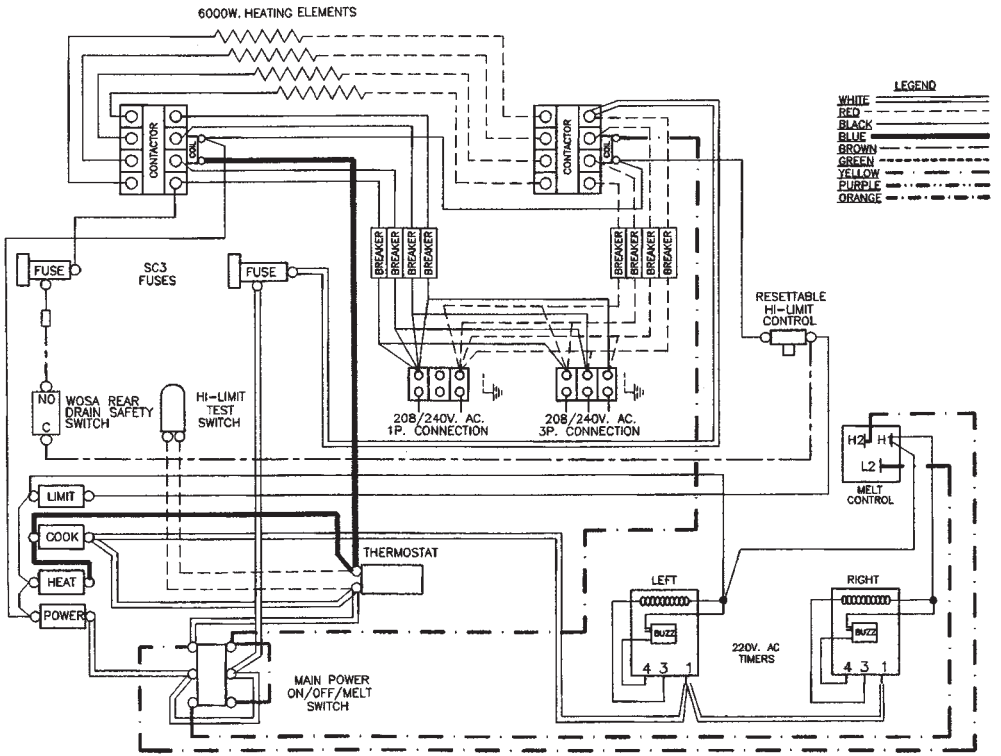 6000W. HEATING ELEMENTS
LEGEND
WHITE
RED
BLACK
BLUE
BROWN
GREEN
YELLOW
PURPLE
ORANGE
CONTACTOR
COIL
CONTACTOR
COIL
BREAKER
BREAKER
BREAKER
BREAKER
BREAKER
BREAKER
BREAKER
BREAKER
FUSE
SC3
FUSES
FUSE
RESETTABLE
HI-LIMIT
CONTROL
NO
C
WOSA REAR
DRAIN SAFETY
SWITCH
HI-LIMIT
TEST
SWITCH
208/240V. AC.
1P. CONNECTION
208/240V. AC.
3P. CONNECTION
H2
H1
L2
MELT
CONTROL
LIMIT
COOK
HEAT
POWER
THERMOSTAT
LEFT
BUZZ
4 3 1
220V. AC
TIMERS
RIGHT
BUZZ
4 3 1
MAIN POWER
ON/OFF/MELT
SWITCH